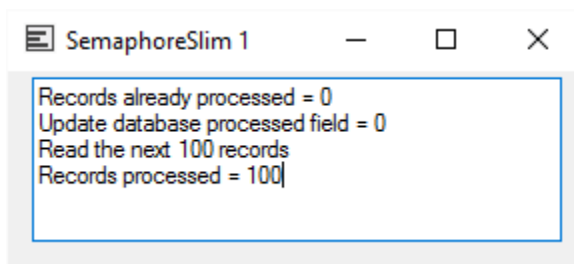 SemaphoreSlim 1
Records already processed = 0
Update database processed field = 0
Read the next 100 records
Records processed = 100